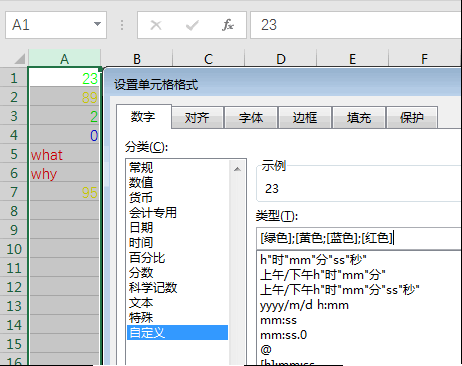 A1 23
A B C D E F
1 23
2 89
3 2
4 0
5 what
6 why
7 95
8
9
10
11
12
13
14
15
16
设置单元格格式
数字 对齐 字体 边框 填充 保护
分类(C):
常规
数值
货币
会计专用
日期
时间
百分比
分数
科学记数
文本
特殊
自定义
示例
23
类型(T):
[绿色];[黄色;[蓝色];[红色]
h"时"mm"分"ss"秒"
上午/下午h"时"mm"分"
上午/下午h"时"mm"分"ss"秒"
yyyy/m/d h:mm
mm:ss
mm:ss.0
@
[h]:mm:ss